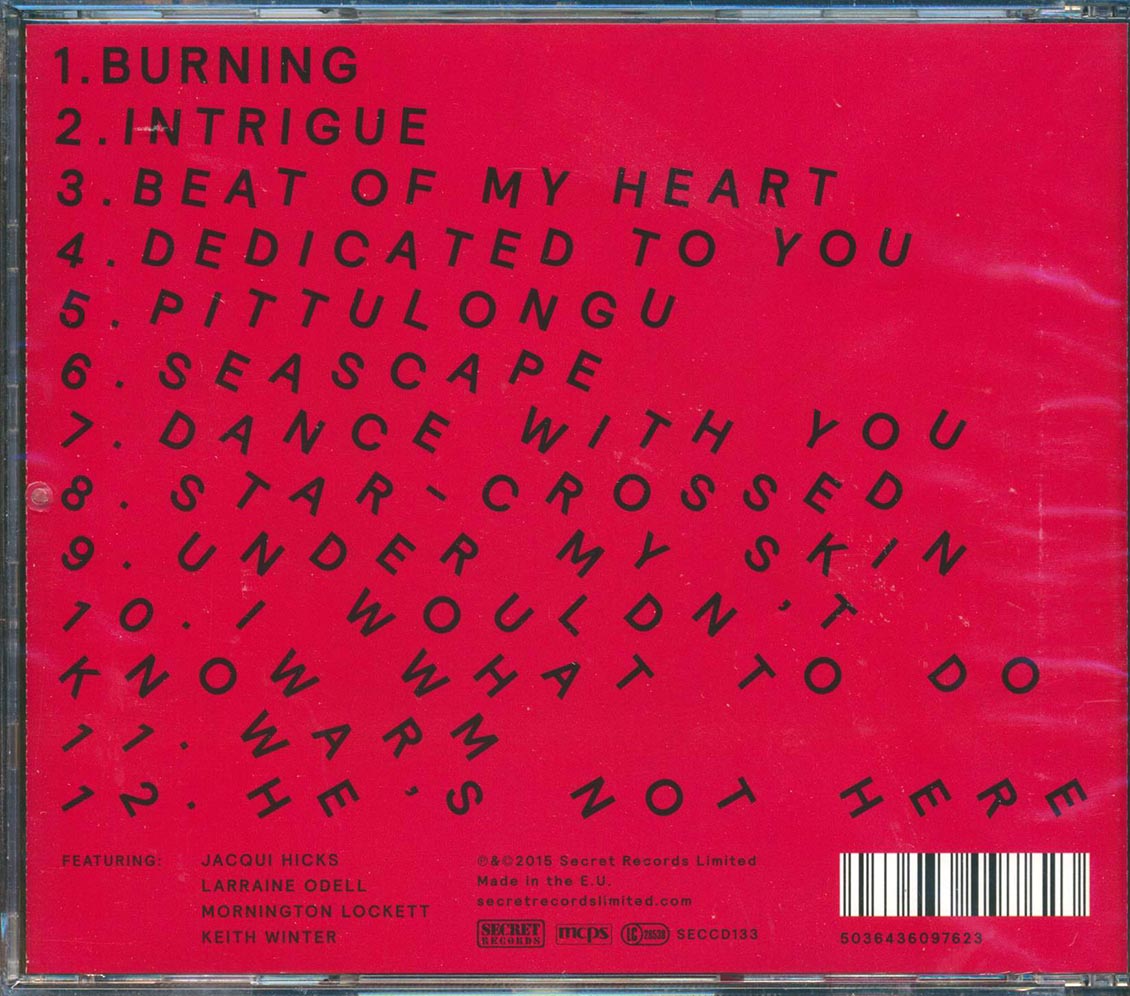 1.BURNING
2.INTRIGUE
3.BEAT OF MY HEART
4.DEDICATED TO YOU
5.PITTULONGU
6.SEASCAPE
7.DANCE WITH YOU
8.STAR-CROSSED
9.UNDER MY SKIN
10.I WOULDN'T
KNOW WHAT TO DO
11.WARM
12.HE'S NOT HERE
FEATURING: JACQUI HICKS
LARRAINE ODELL
MORNINGTON LOCKETT
KEITH WINTER
℗&©2015 Secret Records Limited
Made in the E.U.
secretrecordslimited.com
SECRET RECORDS mcps LC 28538 SECCD133
5036436097623